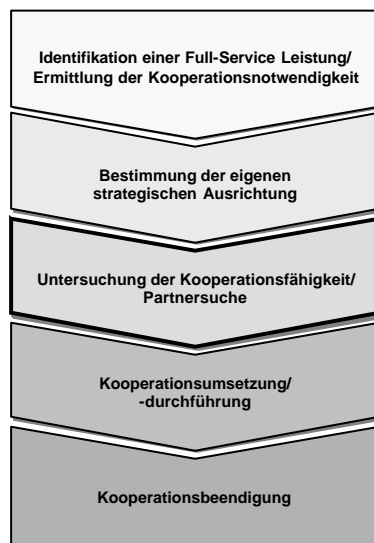 Identifikation einer Full-Service Leistung/
Ermittlung der Kooperationsnotwendigkeit
Bestimmung der eigenen
strategischen Ausrichtung
Untersuchung der Kooperationsfähigkeit/
Partnersuche
Kooperationsumsetzung/
-durchführung
Kooperationsbeendigung